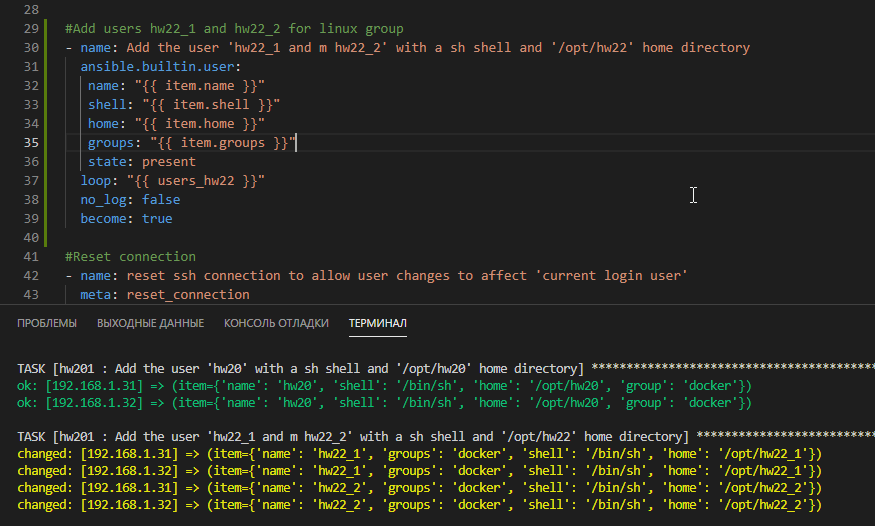 28
29 #Add users hw22_1 and hw22_2 for linux group
30 - name: Add the user 'hw22_1 and m hw22_2' with a sh shell and '/opt/hw22' home directory
31 ansible.builtin.user:
32 name: "{{ item.name }}"
33 shell: "{{ item.shell }}"
34 home: "{{ item.home }}"
35 groups: "{{ item.groups }}"
36 state: present
37 loop: "{{ users_hw22 }}"
38 no_log: false
39 become: true
40
41 #Reset connection
42 - name: reset ssh connection to allow user changes to affect 'current login user'
43 meta: reset_connection
ПРОБЛЕМЫ ВЫХОДНЫЕ ДАННЫЕ КОНСОЛЬ ОТЛАДКИ ТЕРМИНАЛ
TASK [hw201 : Add the user 'hw20' with a sh shell and '/opt/hw20' home directory] ****************************************
ok: [192.168.1.31] => (item={'name': 'hw20', 'shell': '/bin/sh', 'home': '/opt/hw20', 'group': 'docker'})
ok: [192.168.1.32] => (item={'name': 'hw20', 'shell': '/bin/sh', 'home': '/opt/hw20', 'group': 'docker'})
TASK [hw201 : Add the user 'hw22_1 and m hw22_2' with a sh shell and '/opt/hw22' home directory] *************************
changed: [192.168.1.31] => (item={'name': 'hw22_1', 'groups': 'docker', 'shell': '/bin/sh', 'home': '/opt/hw22_1'})
changed: [192.168.1.32] => (item={'name': 'hw22_1', 'groups': 'docker', 'shell': '/bin/sh', 'home': '/opt/hw22_1'})
changed: [192.168.1.31] => (item={'name': 'hw22_2', 'groups': 'docker', 'shell': '/bin/sh', 'home': '/opt/hw22_2'})
changed: [192.168.1.32] => (item={'name': 'hw22_2', 'groups': 'docker', 'shell': '/bin/sh', 'home': '/opt/hw22_2'})